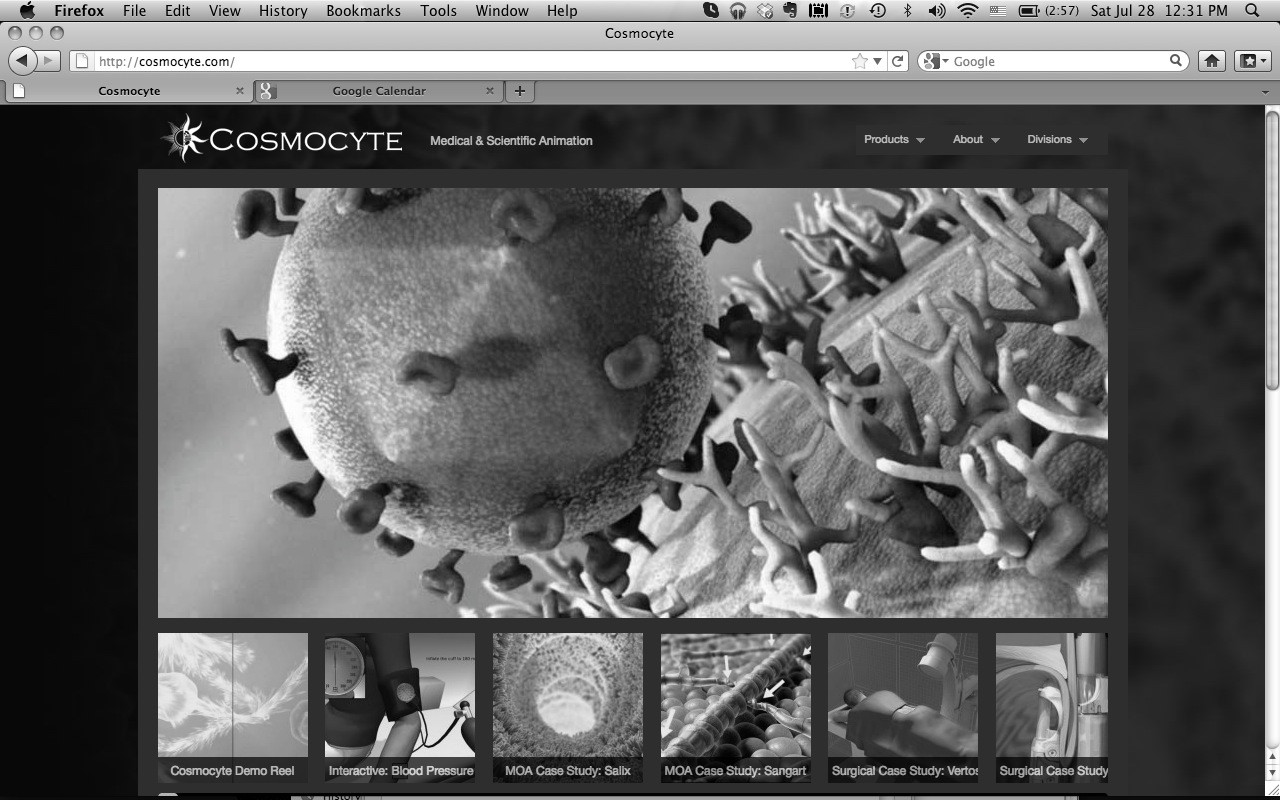 Firefox File Edit View History Bookmarks Tools Window Help (2:57) Sat Jul 28 12:31 PM
Cosmocyte
http://cosmocyte.com/ Google
Cosmocyte Google Calendar
COSMOCYTE Medical & Scientific Animation Products About Divisions
Cosmocyte Demo Reel Interactive: Blood Pressure MOA Case Study: Salix MOA Case Study: Sangart Surgical Case Study: Vertos Surgical Case Study
History